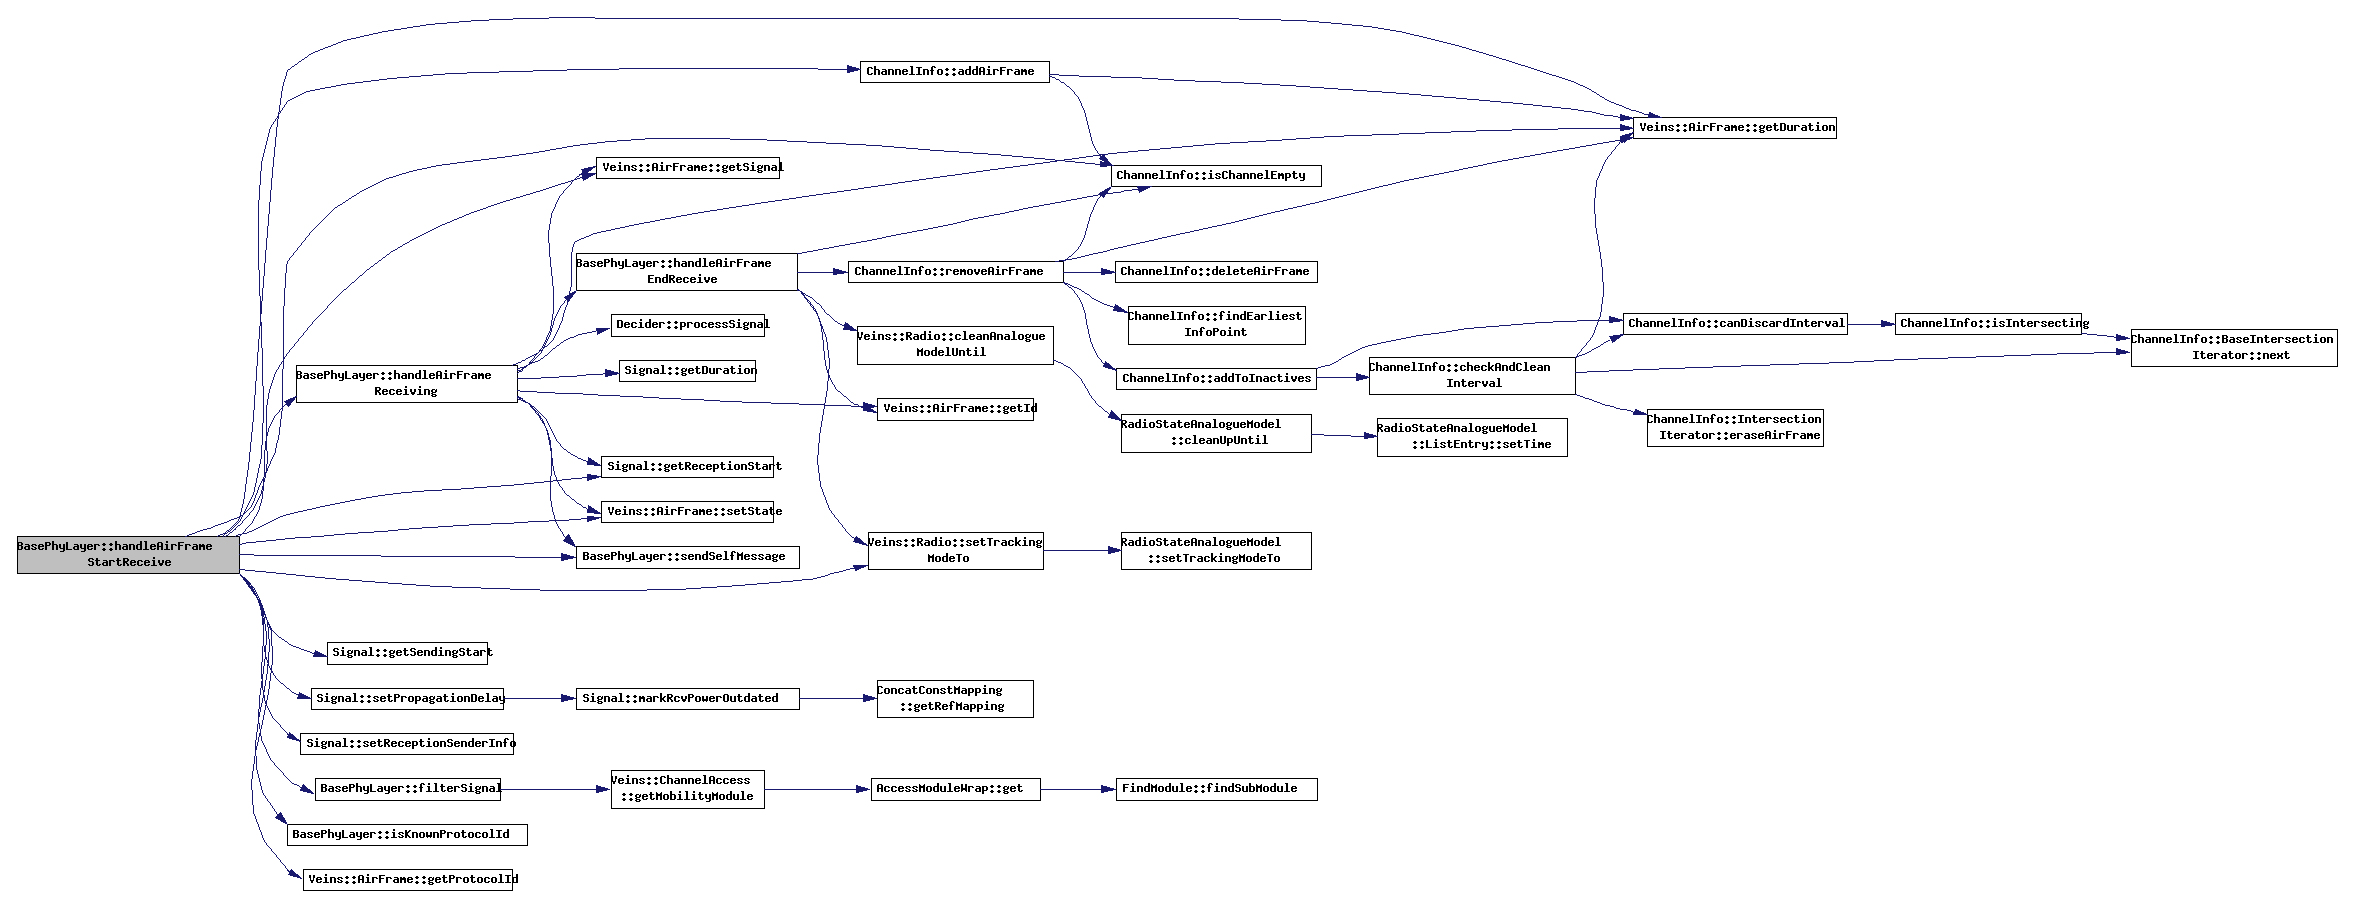 ChannelInfo::addAirFrame
Veins::AirFrame::getDuration
Veins::AirFrame::getSignal
ChannelInfo::isChannelEmpty
BasePhyLayer::handleAirFrame
EndReceive
ChannelInfo::removeAirFrame
ChannelInfo::deleteAirFrame
ChannelInfo::findEarliest
InfoPoint
Decider::processSignal
Veins::Radio::cleanAnalogue
ModelUntil
ChannelInfo::canDiscardInterval
ChannelInfo::isIntersecting
ChannelInfo::BaseIntersection
Iterator::next
BasePhyLayer::handleAirFrame
Receiving
Signal::getDuration
ChannelInfo::addToInactives
ChannelInfo::checkAndClean
Interval
Veins::AirFrame::getId
RadioStateAnalogueModel
::cleanUpUntil
RadioStateAnalogueModel
::ListEntry::setTime
ChannelInfo::Intersection
Iterator::eraseAirFrame
Signal::getReceptionStart
Veins::AirFrame::setState
BasePhyLayer::handleAirFrame
StartReceive
BasePhyLayer::sendSelfMessage
Veins::Radio::setTracking
ModeTo
RadioStateAnalogueModel
::setTrackingModeTo
Signal::getSendingStart
Signal::setPropagationDelay
Signal::markRcvPowerOutdated
ConcatConstMapping
::getRefMapping
Signal::setReceptionSenderInfo
BasePhyLayer::filterSignal
Veins::ChannelAccess
::getMobilityModule
AccessModuleWrap::get
FindModule::findSubModule
BasePhyLayer::isKnownProtocolId
Veins::AirFrame::getProtocolId